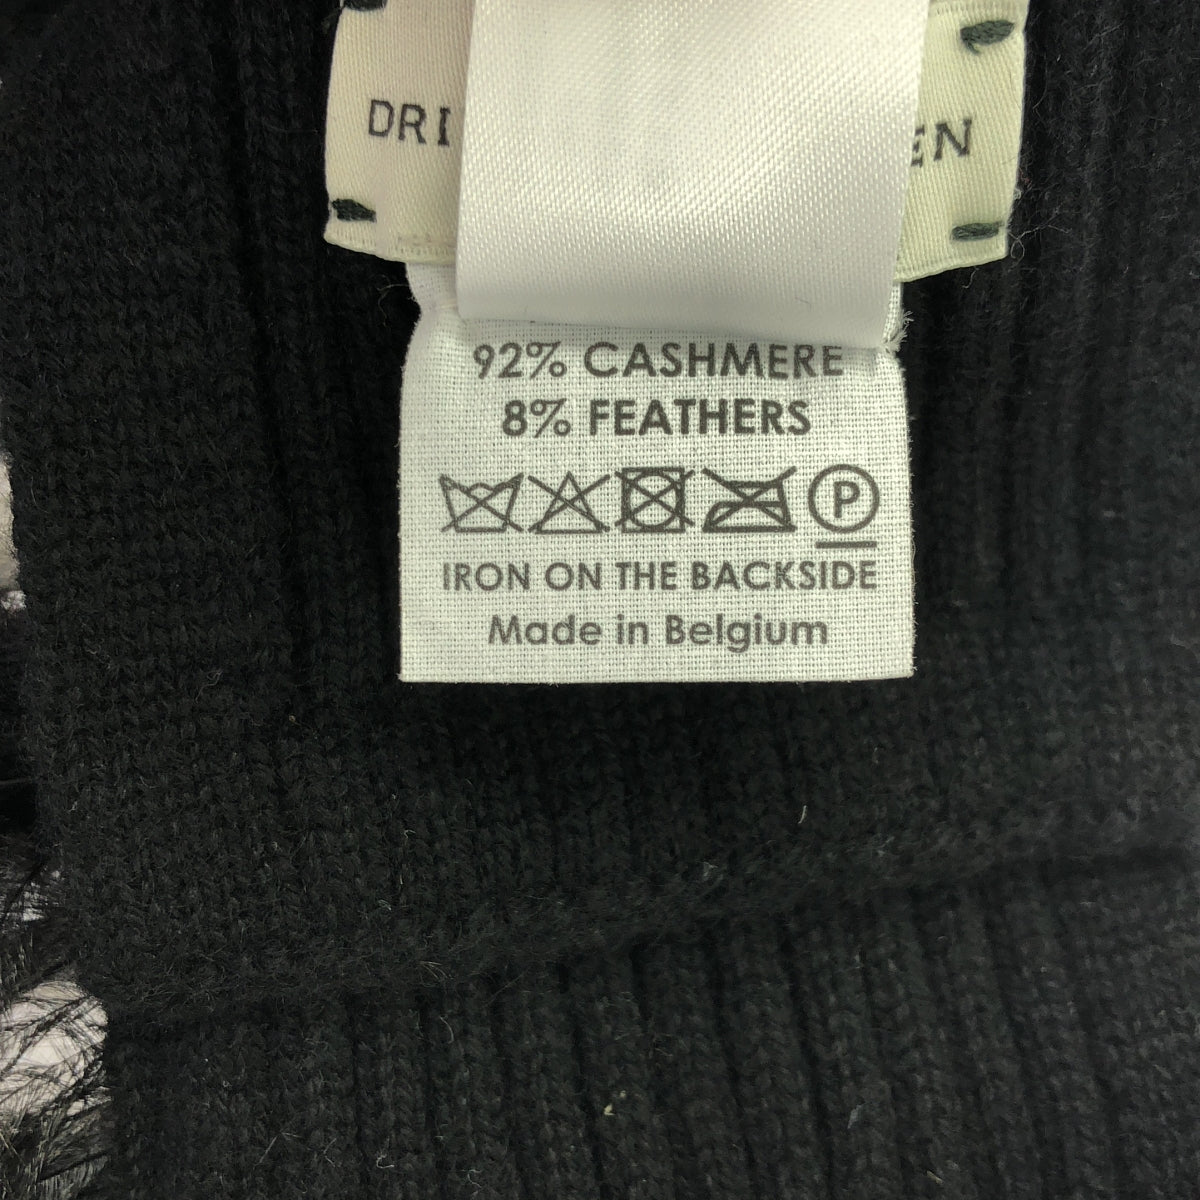 DRI EN
92% CASHMERE
8% FEATHERS
P
IRON ON THE BACKSIDE
Made in Belgium